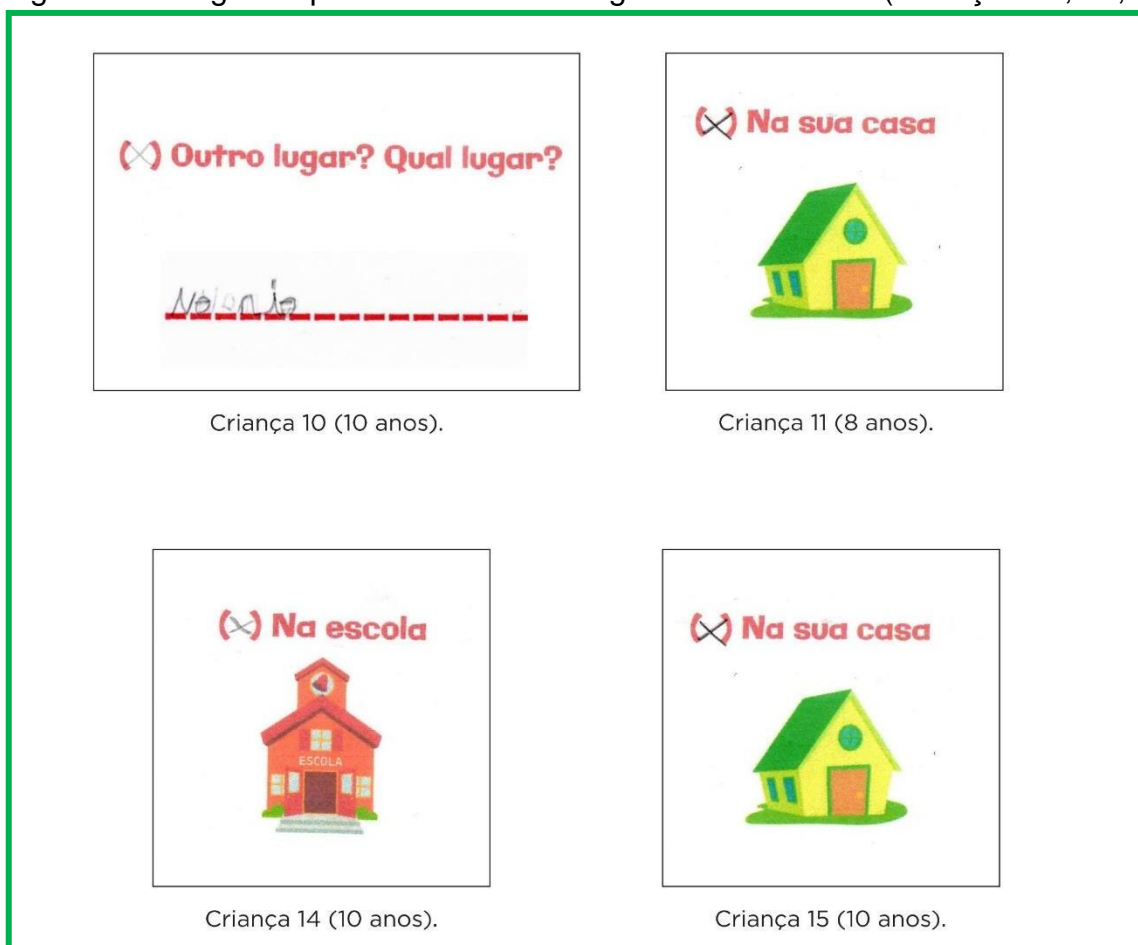 (X) Outro lugar? Qual lugar?
(X) Na sua casa
Criança 10 (10 anos).
Criança 11 (8 anos).
(X) Na escola
ESCOLA
(X) Na sua casa
Criança 14 (10 anos).
Criança 15 (10 anos).